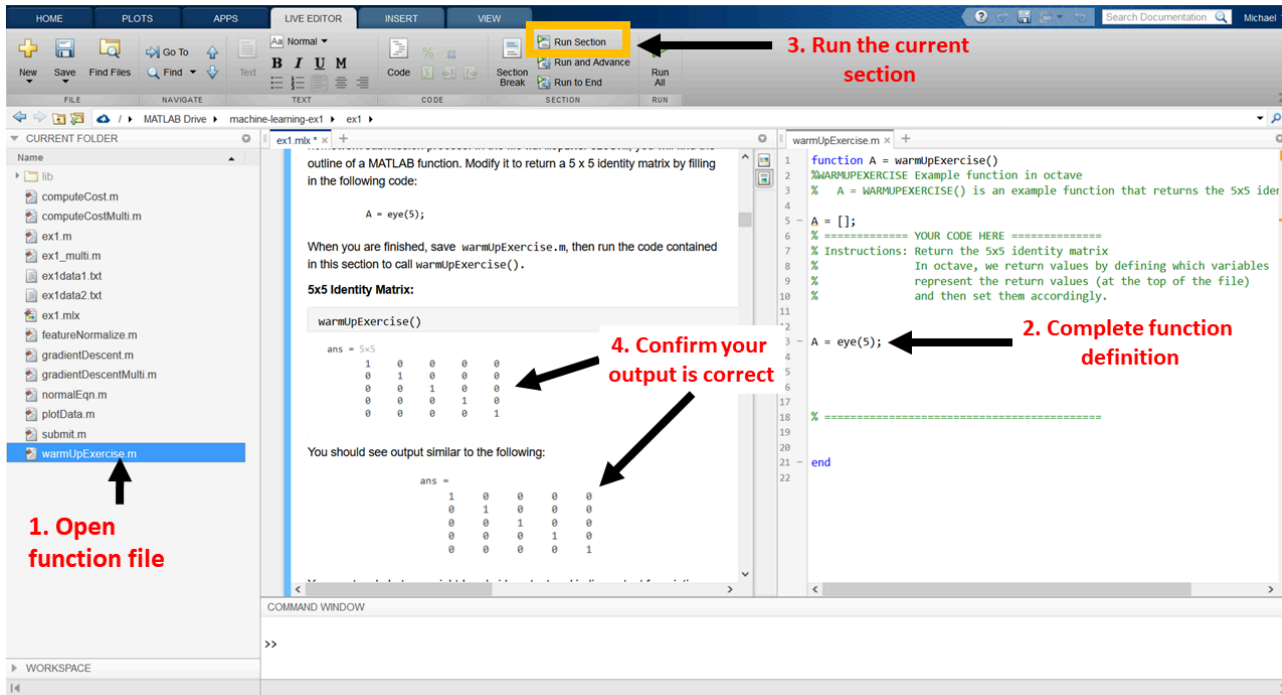 HOME PLOTS APPS LIVE EDITOR INSERT VIEW
Search Documentation Michael
New Save Find Files Go To Find Text Aa Normal B I U M Code Section Break Run Section Run and Advance Run to End Run All
FILE NAVIGATE TEXT CODE SECTION RUN
3. Run the current
section
/ MATLAB Drive machine-learning-ex1 ex1
CURRENT FOLDER
Name
lib
computeCost.m
computeCostMulti.m
ex1.m
ex1_multi.m
ex1data1.txt
ex1data2.txt
ex1.mlx
featureNormalize.m
gradientDescent.m
gradientDescentMulti.m
normalEqn.m
plotData.m
submit.m
warmUpExercise.m
1. Open
function file
WORKSPACE
ex1.mlx * × +
outline of a MATLAB function. Modify it to return a 5 x 5 identity matrix by filling
in the following code:
A = eye(5);
When you are finished, save warmUpExercise.m, then run the code contained
in this section to call warmUpExercise().
5x5 Identity Matrix:
warmUpExercise()
ans = 5×5
1 0 0 0 0
0 1 0 0 0
0 0 1 0 0
0 0 0 1 0
0 0 0 0 1
4. Confirm your
output is correct
You should see output similar to the following:
ans =
1 0 0 0 0
0 1 0 0 0
0 0 1 0 0
0 0 0 1 0
0 0 0 0 1
warmUpExercise.m × +
1 function A = warmUpExercise()
2 %WARMUPEXERCISE Example function in octave
3 % A = WARMUPEXERCISE() is an example function that returns the 5x5 iden
4
5 - A = [];
6 % ============= YOUR CODE HERE ==============
7 % Instructions: Return the 5x5 identity matrix
8 % In octave, we return values by defining which variables
9 % represent the return values (at the top of the file)
10 % and then set them accordingly.
11
2
3 - A = eye(5);
4
5
6
17
18 % ===========================================
19
20
21 - end
22
2. Complete function
definition
COMMAND WINDOW
>>